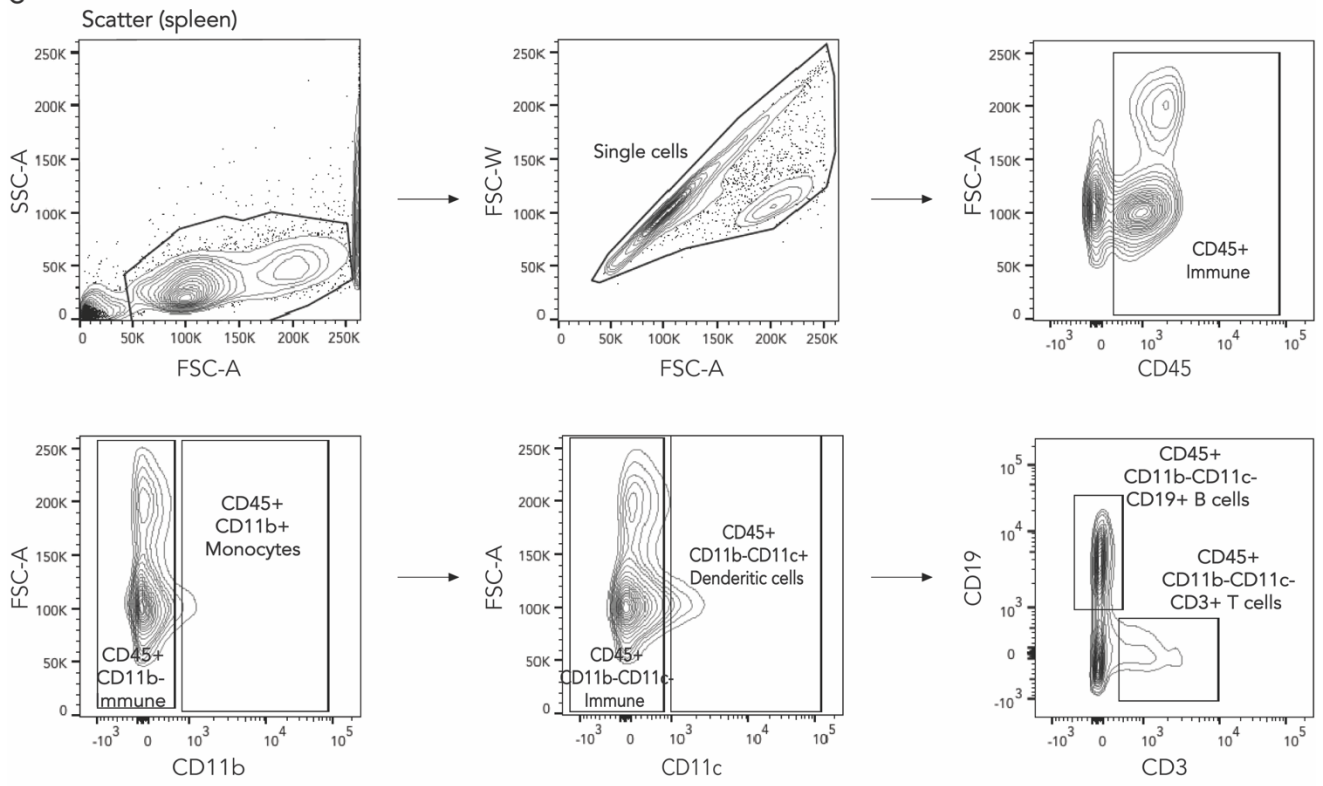 Scatter (spleen)
SSC-A
250K
200K
150K
100K
50K
0
0 50K 100K 150K 200K 250K
FSC-A
FSC-W
250K
200K
150K
100K
50K
0
Single cells
0 50K 100K 150K 200K 250K
FSC-A
FSC-A
250K
200K
150K
100K
50K
0
CD45+
Immune
-10³ 0 10³ 10⁴ 10⁵
CD45
FSC-A
250K
200K
150K
100K
50K
0
CD45+
CD11b+
Monocytes
CD45+
CD11b-
Immune
-10³ 0 10³ 10⁴ 10⁵
CD11b
FSC-A
250K
200K
150K
100K
50K
0
CD45+
CD11b-CD11c+
Denderitic cells
CD45+
CD11b-CD11c-
Immune
-10³ 0 10³ 10⁴ 10⁵
CD11c
CD19
10⁵
10⁴
10³
0
-10³
CD45+
CD11b-CD11c-
CD19+ B cells
CD45+
CD11b-CD11c-
CD3+ T cells
-10³ 0 10³ 10⁴ 10⁵
CD3